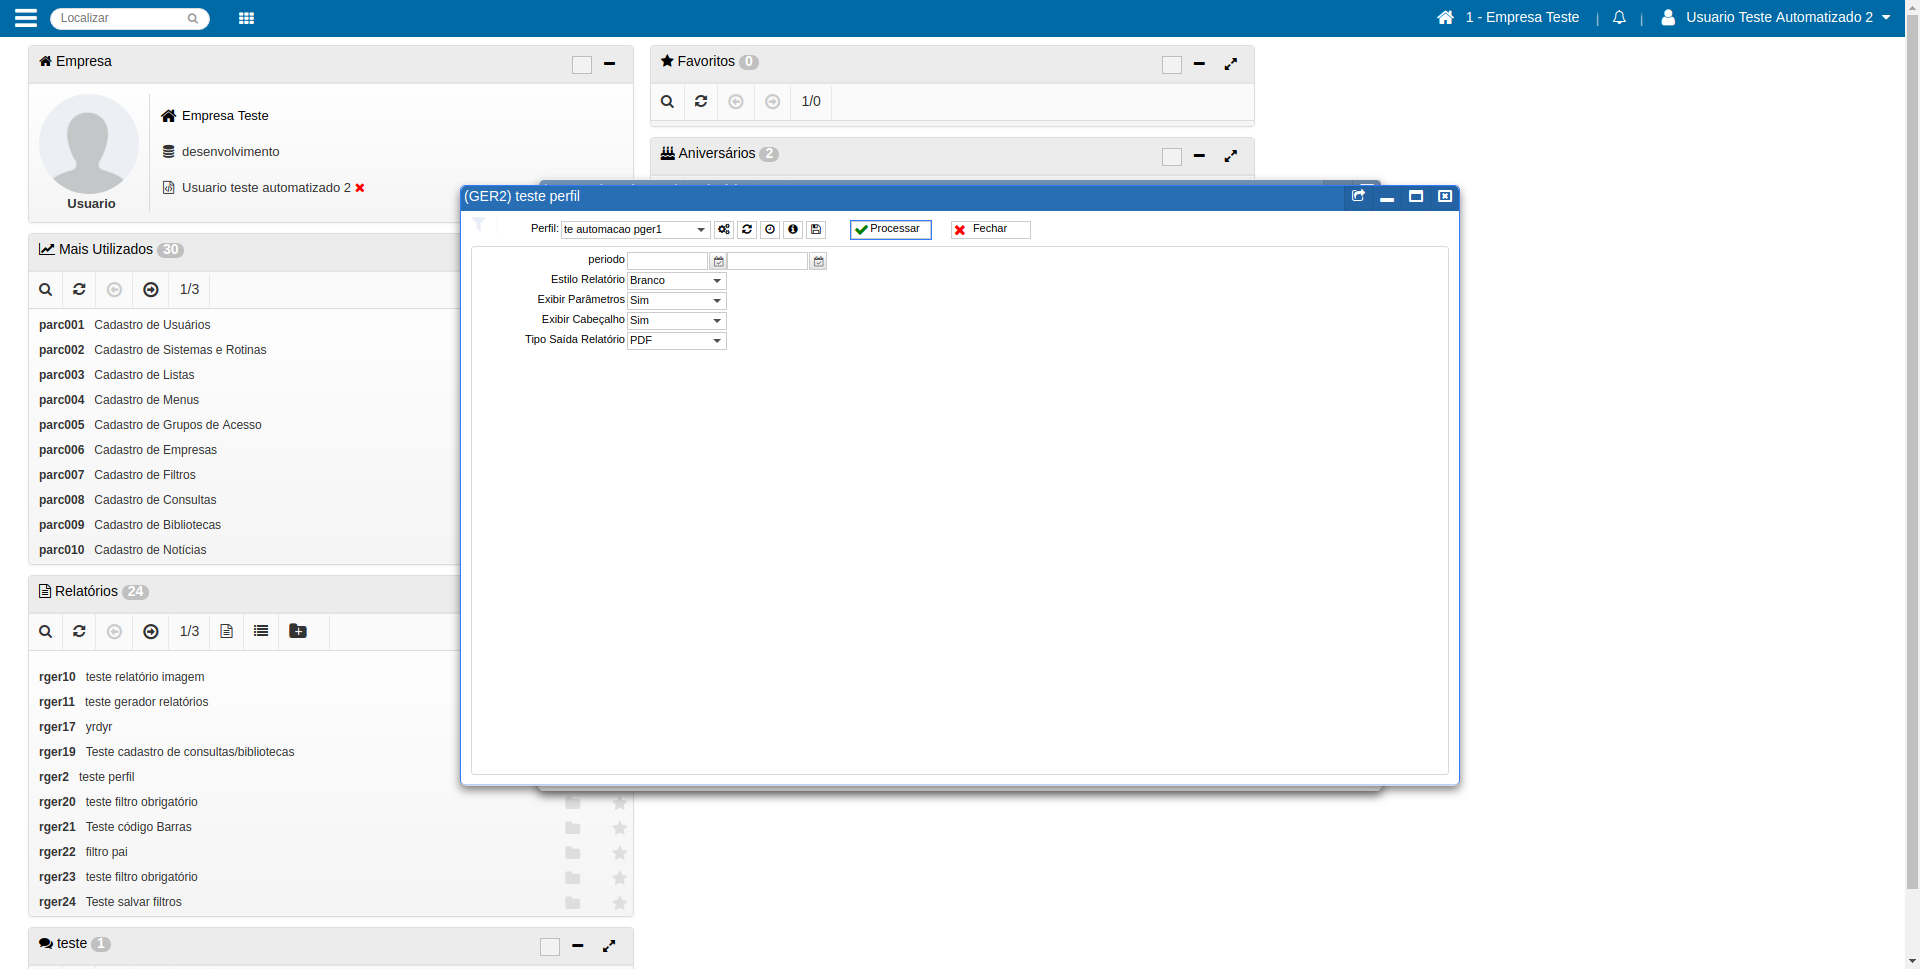 Localizar
1 - Empresa Teste
Usuario Teste Automatizado 2
Empresa
Empresa Teste
desenvolvimento
Usuario teste automatizado 2
Usuario
Favoritos 0
1/0
Aniversários 2
Mais Utilizados 30
1/3
parc001 Cadastro de Usuários
parc002 Cadastro de Sistemas e Rotinas
parc003 Cadastro de Listas
parc004 Cadastro de Menus
parc005 Cadastro de Grupos de Acesso
parc006 Cadastro de Empresas
parc007 Cadastro de Filtros
parc008 Cadastro de Consultas
parc009 Cadastro de Bibliotecas
parc010 Cadastro de Notícias
Relatórios 24
1/3
rger10 teste relatório imagem
rger11 teste gerador relatórios
rger17 yrdyr
rger19 Teste cadastro de consultas/bibliotecas
rger2 teste perfil
rger20 teste filtro obrigatório
rger21 Teste código Barras
rger22 filtro pai
rger23 teste filtro obrigatório
rger24 Teste salvar filtros
teste 1
(GER2) teste perfil
Perfil: te automacao pger1
Processar
Fechar
periodo
Estilo Relatório Branco
Exibir Parâmetros Sim
Exibir Cabeçalho Sim
Tipo Saída Relatório PDF